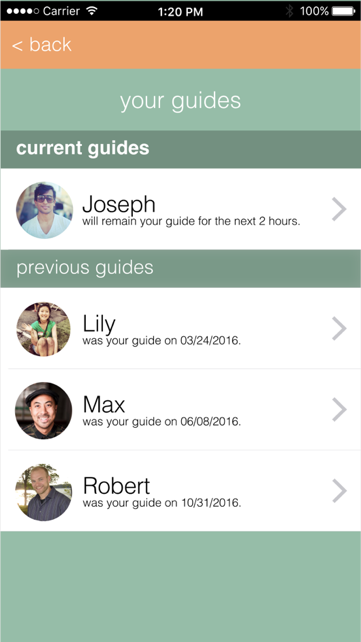 Carrier 1:20 PM 100%
< back
your guides
current guides
Joseph
will remain your guide for the next 2 hours.
previous guides
Lily
was your guide on 03/24/2016.
Max
was your guide on 06/08/2016.
Robert
was your guide on 10/31/2016.